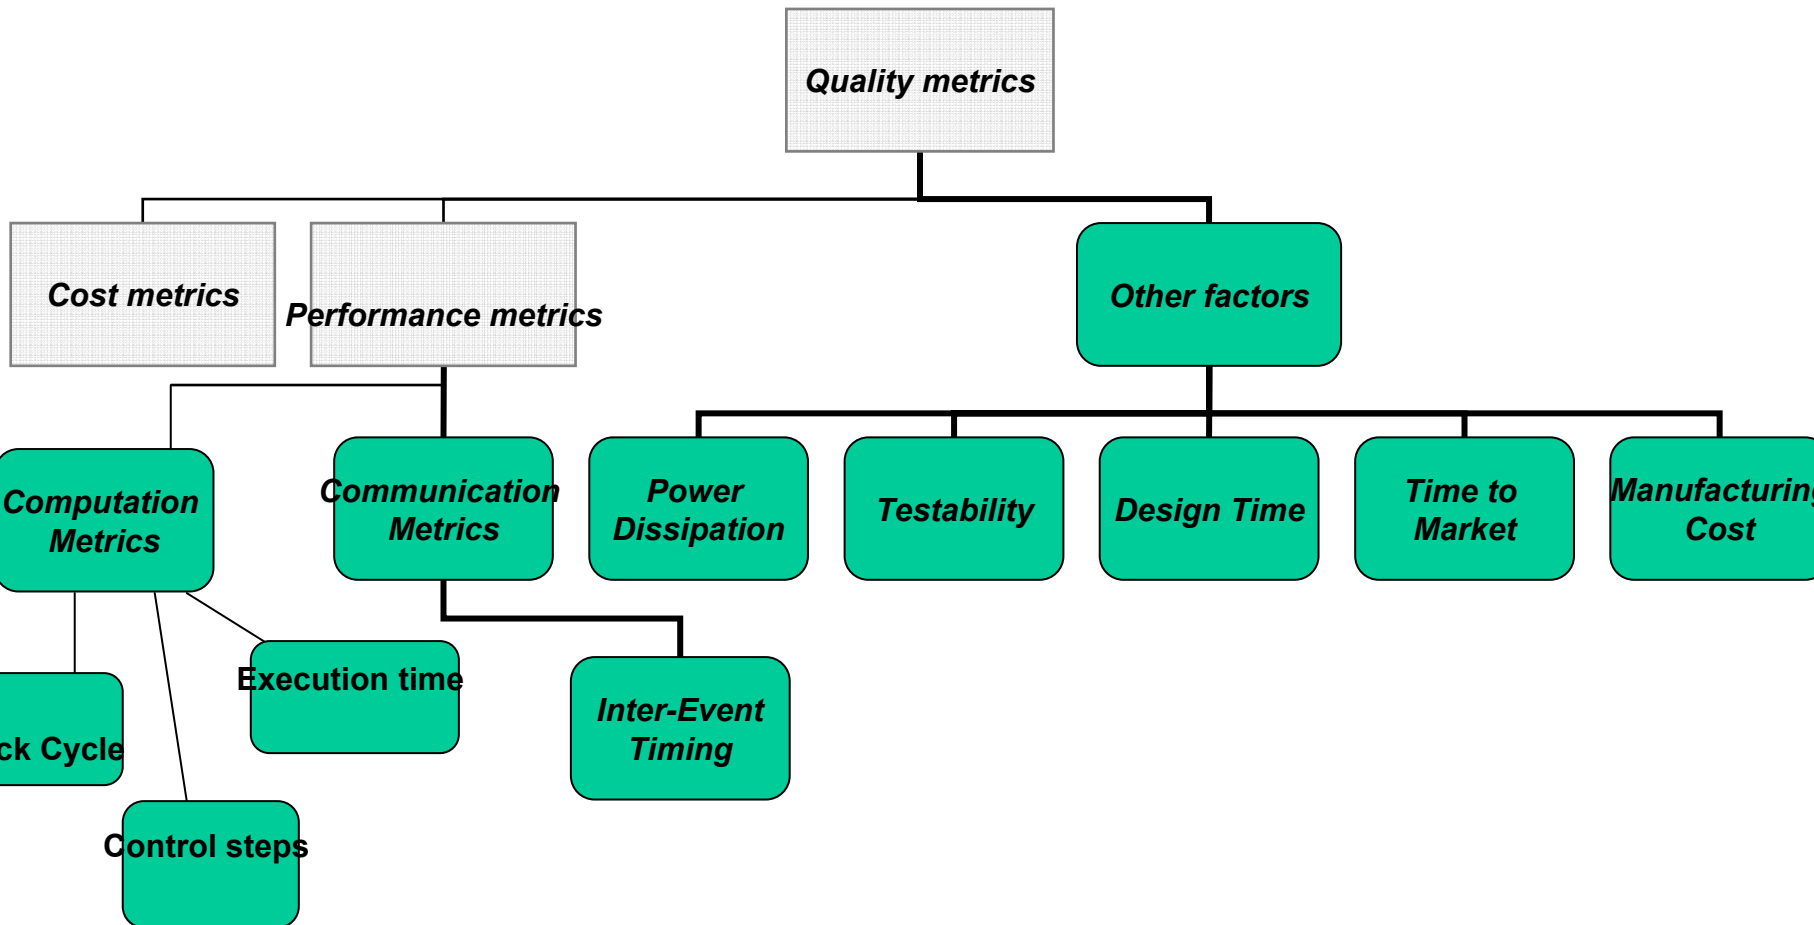 Quality metrics
Cost metrics
Performance metrics
Other factors
Computation
Metrics
Communication
Metrics
Power
Dissipation
Testability
Design Time
Time to
Market
Manufacturing
Cost
Execution time
ck Cycle
Inter-Event
Timing
Control steps